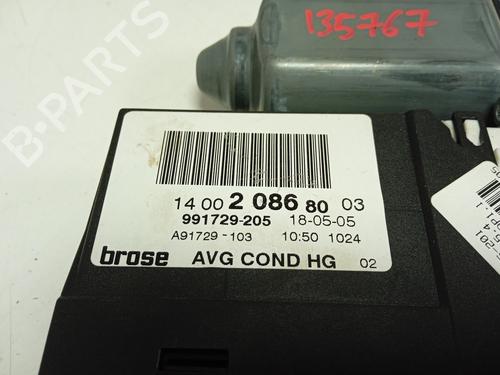 135767
14 00 2 086 80 03
991729-205 18-05-05
A91729-103 10:50 1024
brose AVG COND HG 02
B-PARTS